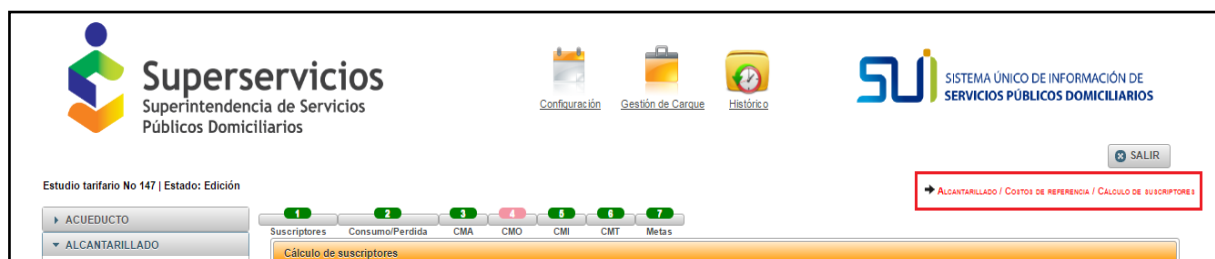 Superservicios
Superintendencia de Servicios
Públicos Domiciliarios
Configuración Gestión de Cargue Histórico
sui SISTEMA ÚNICO DE INFORMACIÓN DE
SERVICIOS PÚBLICOS DOMICILIARIOS
SALIR
Estudio tarifario No 147 | Estado: Edición
ALCANTARILLADO / COSTOS DE REFERENCIA / CÁLCULO DE SUSCRIPTORES
ACUEDUCTO
1 2 3 4 5 6 7
Suscriptores Consumo/Perdida CMA CMO CMI CMT Metas
ALCANTARILLADO
Cálculo de suscriptores